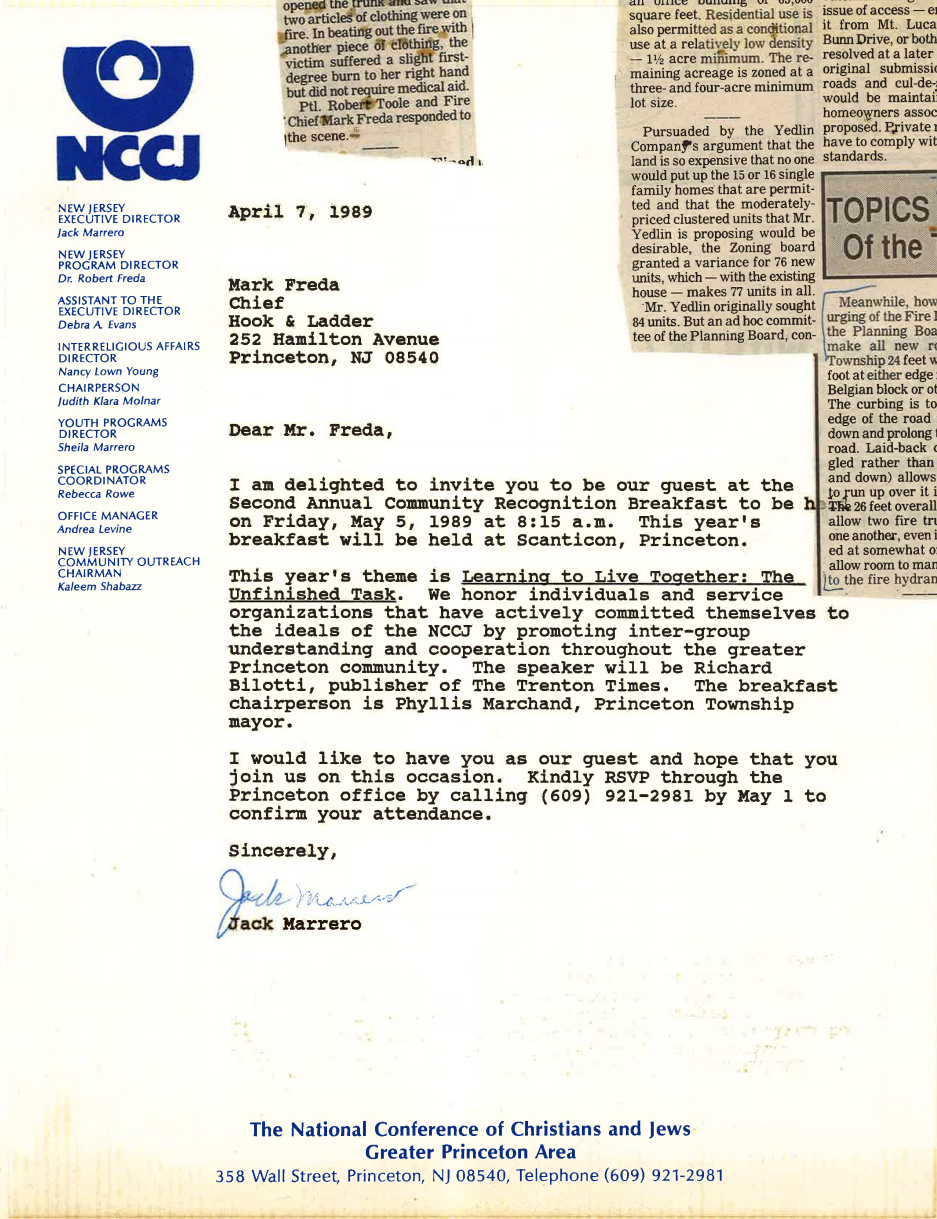 opened the trunk and saw that
two articles of clothing were on
fire. In beating out the fire with
another piece of clothing, the
victim suffered a slight first-
degree burn to her right hand
but did not require medical aid.
Ptl. Robert Toole and Fire
Chief Mark Freda responded to
the scene.
an office building of
square feet. Residential use is
also permitted as a conditional
use at a relatively low density
— 1½ acre minimum. The re-
maining acreage is zoned at a
three- and four-acre minimum
lot size.
Pursuaded by the Yedlin
Company's argument that the
land is so expensive that no one
would put up the 15 or 16 single
family homes that are permit-
ted and that the moderately-
priced clustered units that Mr.
Yedlin is proposing would be
desirable, the Zoning board
granted a variance for 76 new
units, which — with the existing
house — makes 77 units in all.
Mr. Yedlin originally sought
84 units. But an ad hoc commit-
tee of the Planning Board, con-
issue of access —
it from Mt. Luca
Bunn Drive, or both
resolved at a later
original submissio
roads and cul-de-
would be maintai
homeowners assoc
proposed. Private
have to comply wit
standards.
TOPICS
Of the
Meanwhile, how
urging of the Fire
the Planning Boa
make all new
Township 24 feet w
foot at either edge
Belgian block or ot
The curbing is to
edge of the road
down and prolong
road. Laid-back
gled rather than
and down) allows
to run up over it i
The 26 feet overall
allow two fire tru
one another, even i
ed at somewhat
allow room to man
to the fire hydran
NCCJ
NEW JERSEY
EXECUTIVE DIRECTOR
Jack Marrero
NEW JERSEY
PROGRAM DIRECTOR
Dr. Robert Freda
ASSISTANT TO THE
EXECUTIVE DIRECTOR
Debra A. Evans
INTERRELIGIOUS AFFAIRS
DIRECTOR
Nancy Lown Young
CHAIRPERSON
Judith Klara Molnar
YOUTH PROGRAMS
DIRECTOR
Sheila Marrero
SPECIAL PROGRAMS
COORDINATOR
Rebecca Rowe
OFFICE MANAGER
Andrea Levine
NEW JERSEY
COMMUNITY OUTREACH
CHAIRMAN
Kaleem Shabazz
April 7, 1989
Mark Freda
Chief
Hook & Ladder
252 Hamilton Avenue
Princeton, NJ 08540
Dear Mr. Freda,
I am delighted to invite you to be our guest at the
Second Annual Community Recognition Breakfast to be h
on Friday, May 5, 1989 at 8:15 a.m. This year's
breakfast will be held at Scanticon, Princeton.
This year's theme is Learning to Live Together: The
Unfinished Task. We honor individuals and service
organizations that have actively committed themselves to
the ideals of the NCCJ by promoting inter-group
understanding and cooperation throughout the greater
Princeton community. The speaker will be Richard
Bilotti, publisher of The Trenton Times. The breakfast
chairperson is Phyllis Marchand, Princeton Township
mayor.
I would like to have you as our guest and hope that you
join us on this occasion. Kindly RSVP through the
Princeton office by calling (609) 921-2981 by May 1 to
confirm your attendance.
Sincerely,
Jack Marrero
Jack Marrero
The National Conference of Christians and Jews
Greater Princeton Area
358 Wall Street, Princeton, NJ 08540, Telephone (609) 921-2981